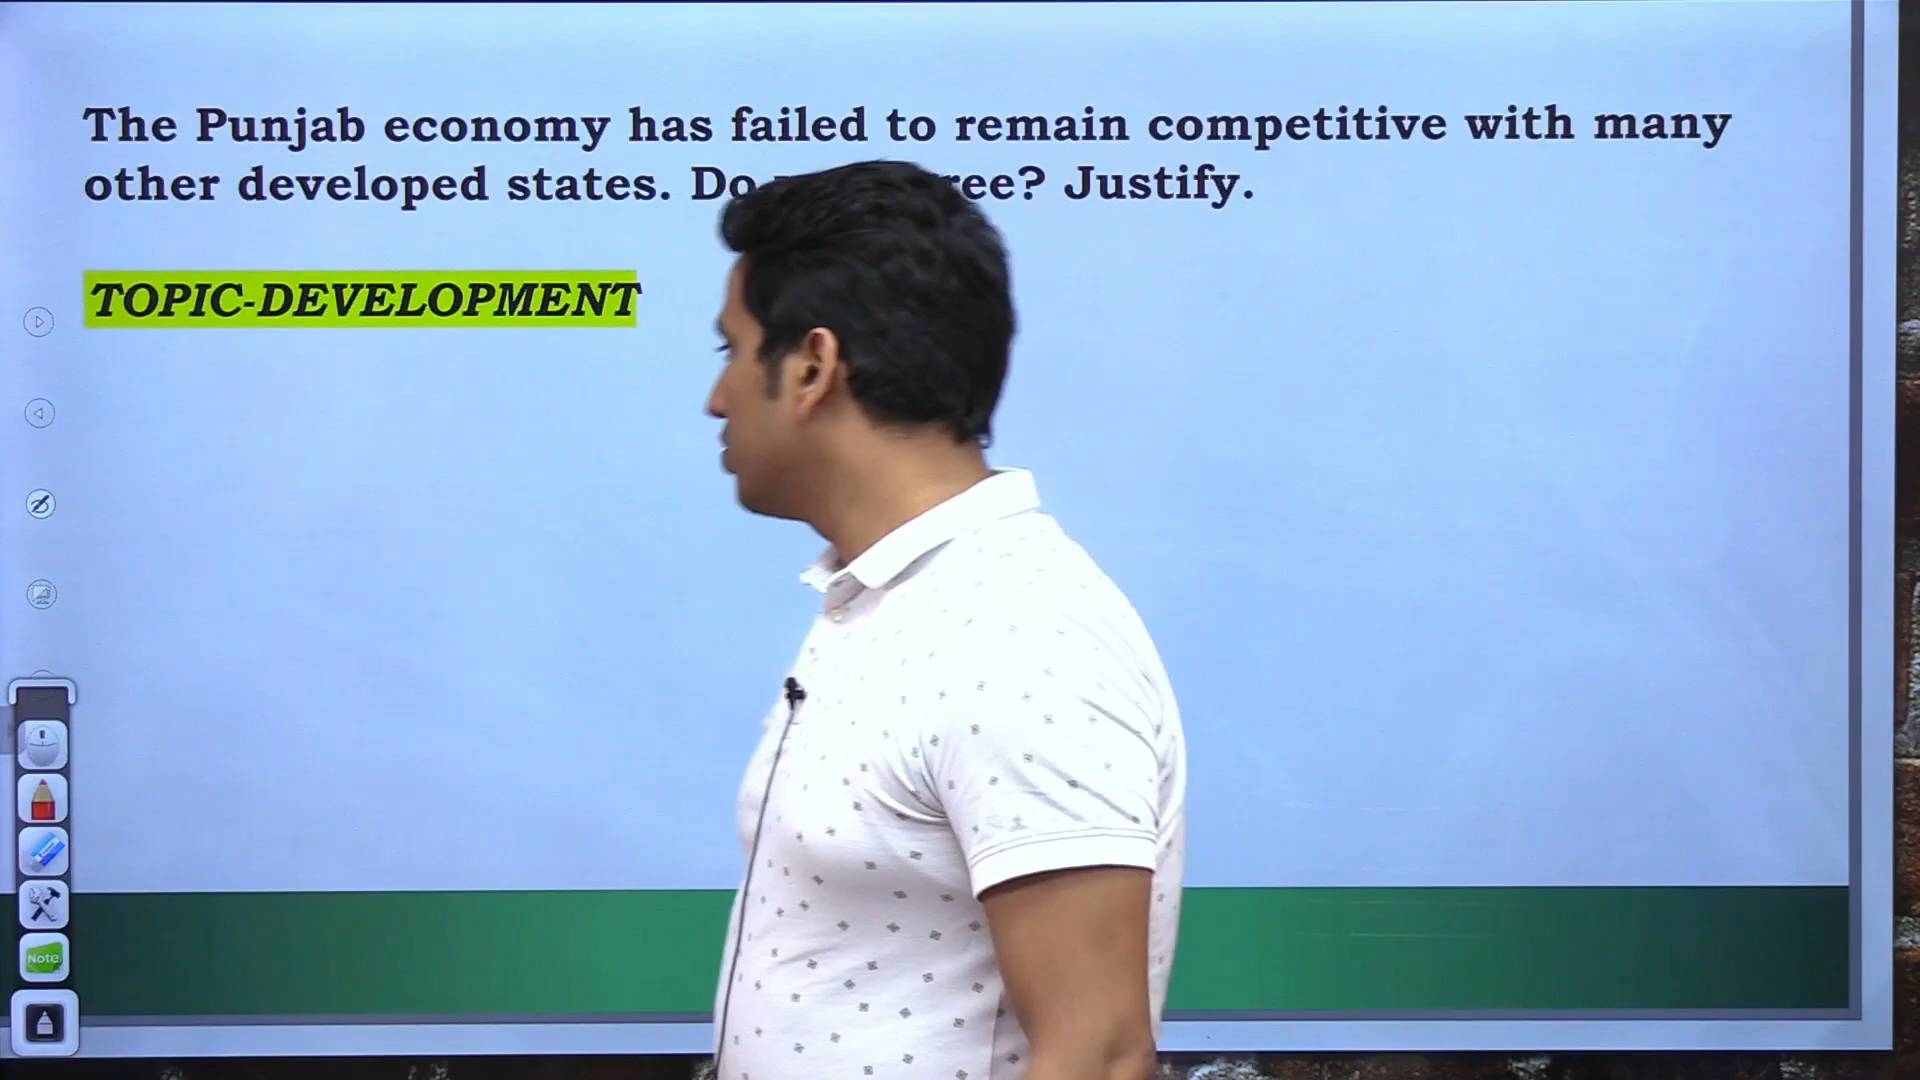 The Punjab economy has failed to remain competitive with many
other developed states. Do ree? Justify.
TOPIC-DEVELOPMENT
Note